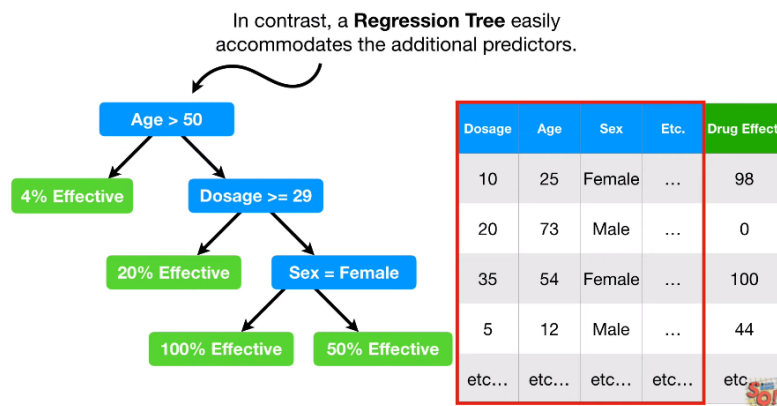 In contrast, a Regression Tree easily
accommodates the additional predictors.
Age > 50
4% Effective
Dosage >= 29
20% Effective
Sex = Female
100% Effective
50% Effective
Dosage Age Sex Etc. Drug Effect
10 25 Female ... 98
20 73 Male ... 0
35 54 Female ... 100
5 12 Male ... 44
etc... etc... etc... etc... etc...